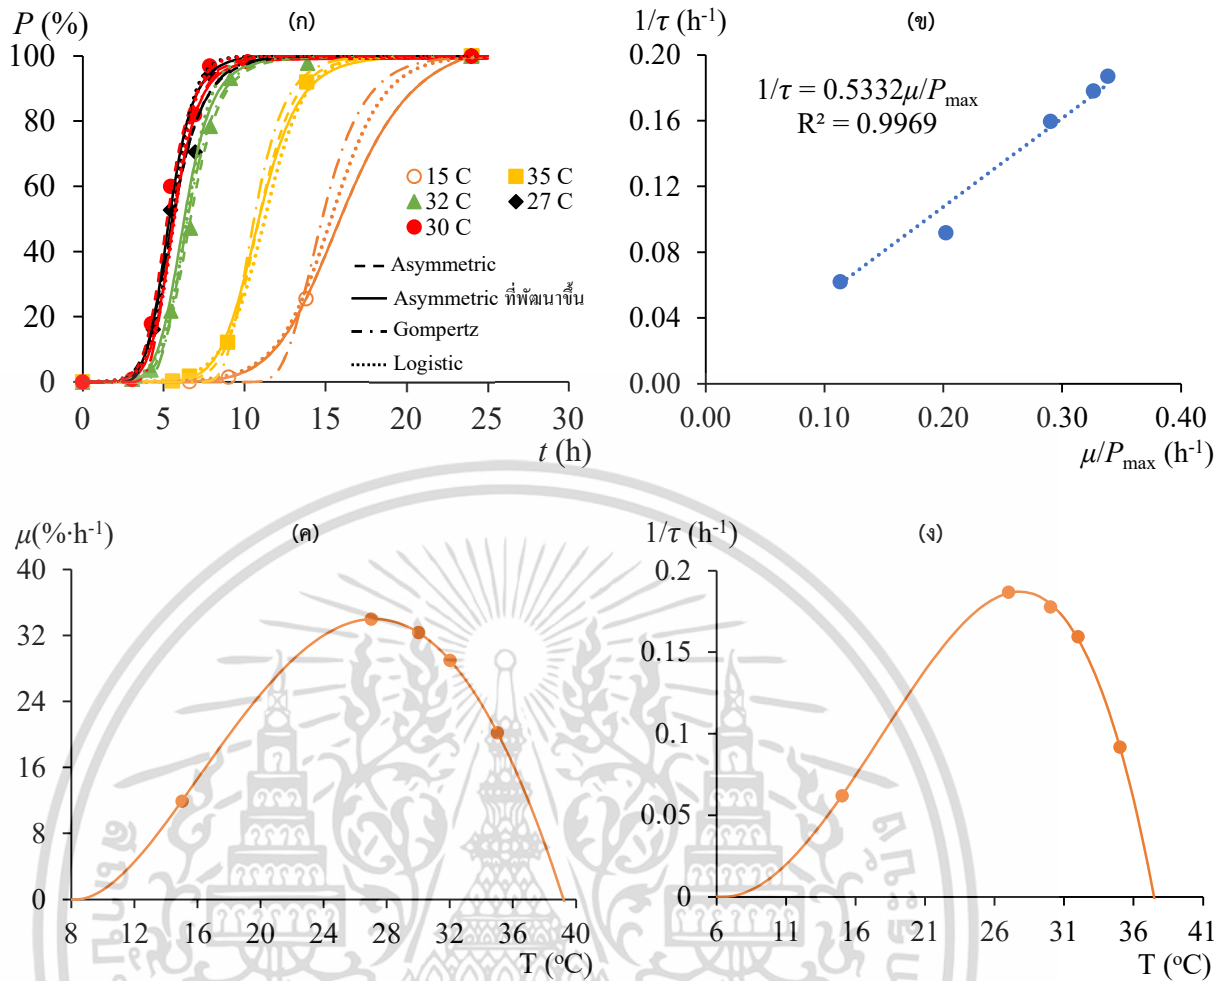 P (%)
(ก)
100
80
60
40
20
0
0 5 10 15 20 25 30
t (h)
15 C 35 C
32 C 27 C
30 C
Asymmetric
Asymmetric ที่พัฒนาขึ้น
Gompertz
Logistic
1/τ (h-1)
(ข)
0.20
0.16
0.12
0.08
0.04
0.00
1/τ = 0.5332μ/Pmax
R² = 0.9969
0.00 0.10 0.20 0.30 0.40
μ/Pmax (h-1)
μ(%·h-1)
(ค)
40
32
24
16
8
0
8 12 16 20 24 28 32 36 40
T (oC)
1/τ (h-1)
(ง)
0.2
0.15
0.1
0.05
0
6 11 16 21 26 31 36 41
T (oC)